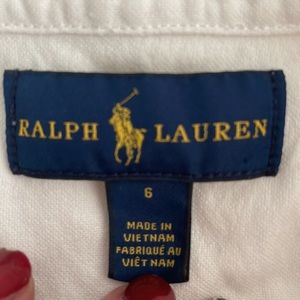 RALPH LAUREN
6
MADE IN
VIETNAM
FABRIQUÉ AU
VIÊT NAM